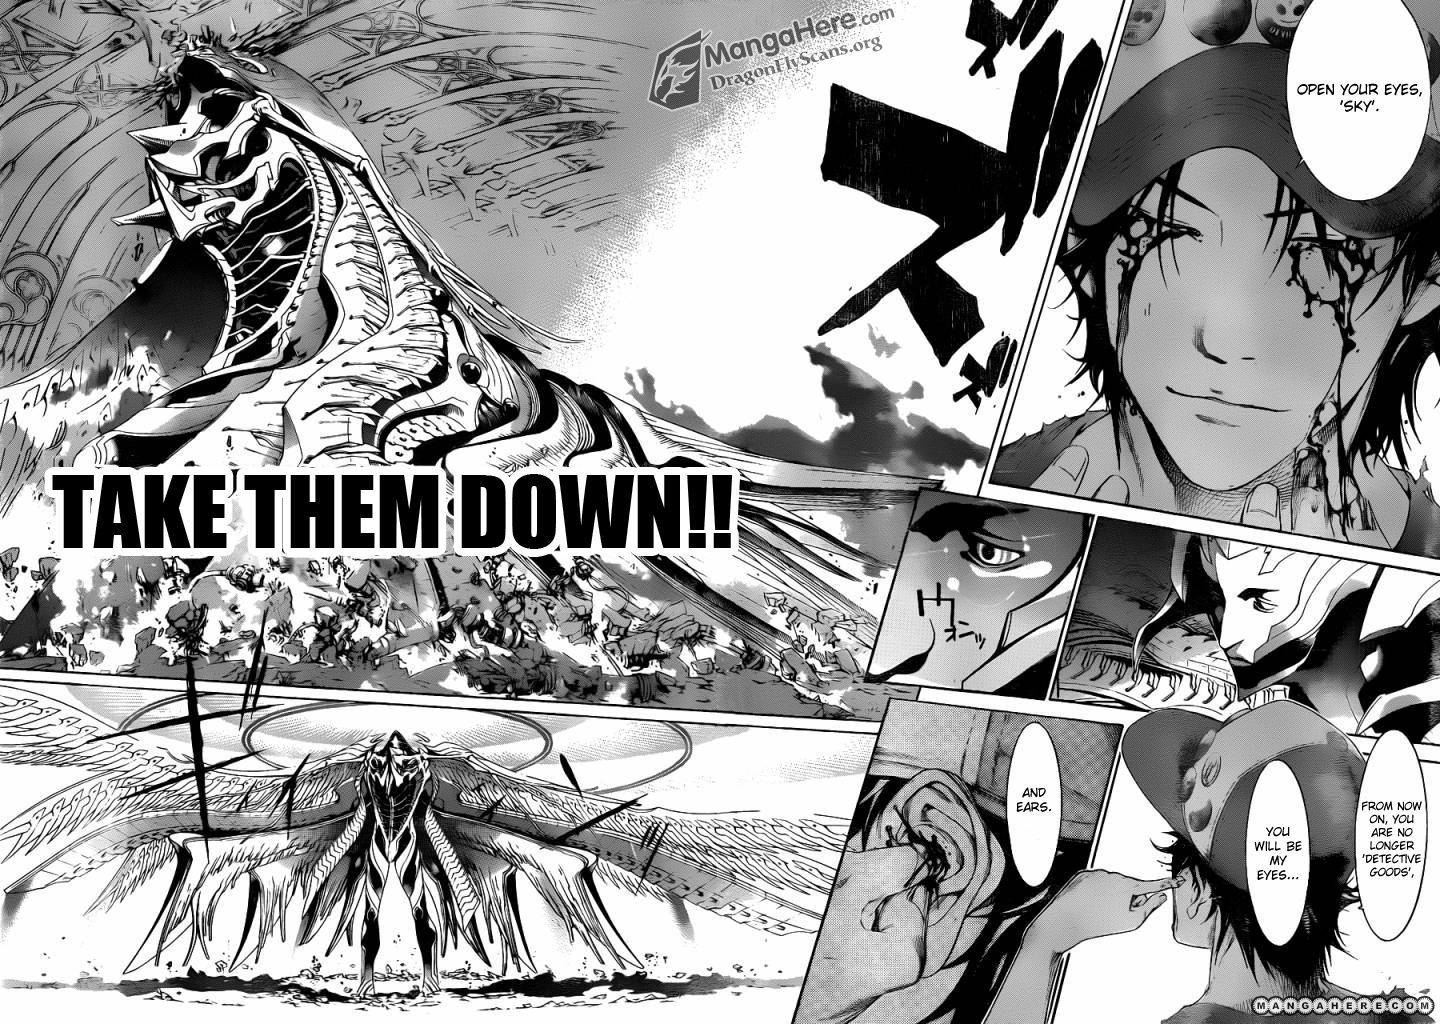 OPEN YOUR EYES,
'SKY'.
FROM NOW
ON, YOU
ARE NO
LONGER
'DETECTIVE
GOODS',
YOU
WILL BE
MY
EYES...
AND
EARS.
TAKE THEM DOWN!!
MangaHere.com
DragonFlyScans.org
MANGAHERE.COM